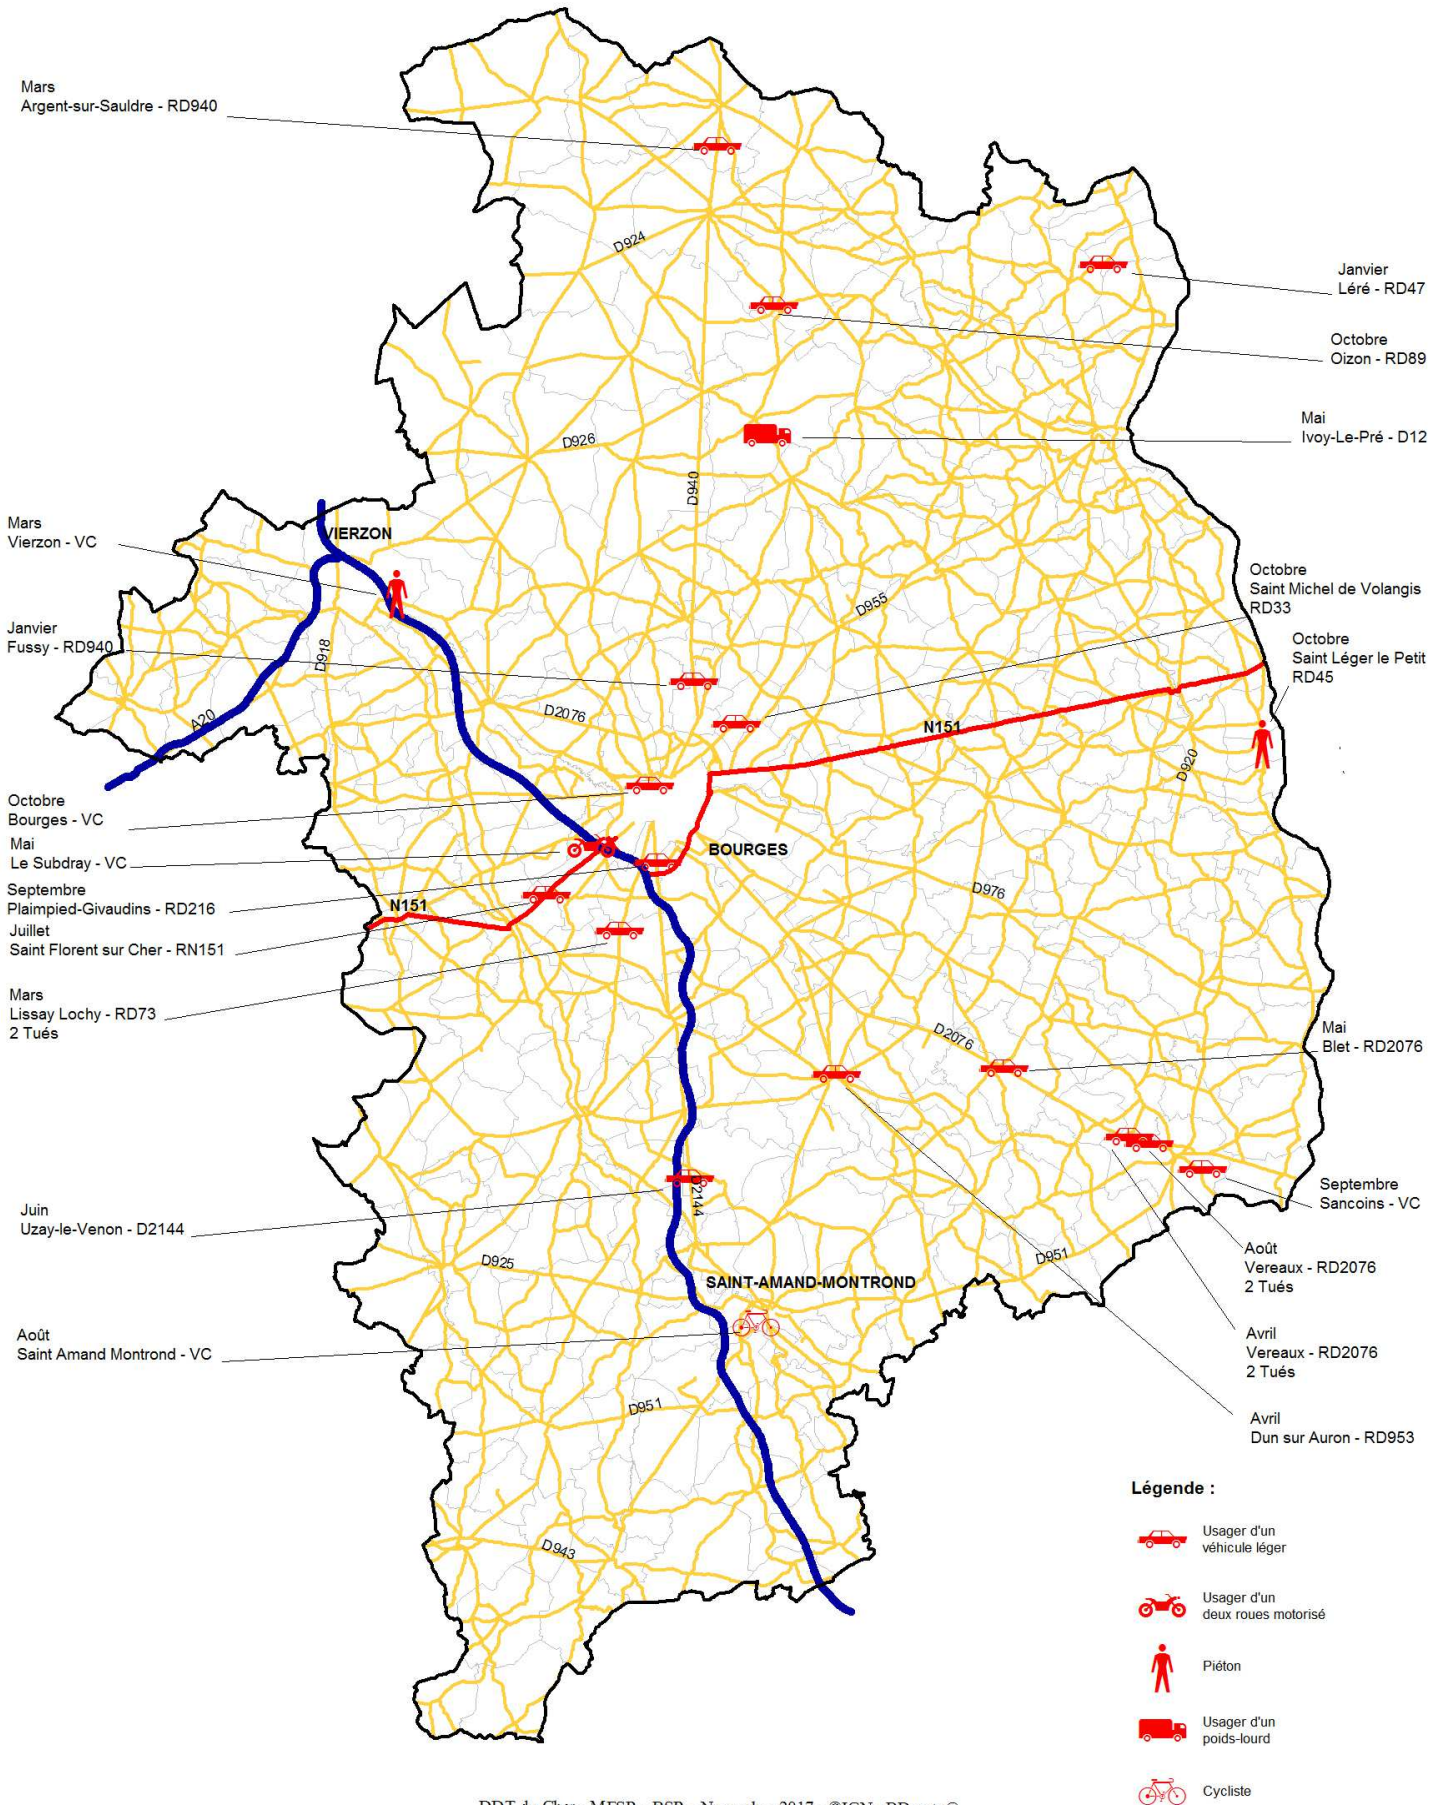 Mars
Argent-sur-Sauldre - RD940
D924
Janvier
Léré - RD47
Octobre
Oizon - RD89
Mai
Ivoy-Le-Pré - D12
D926
D940
Mars
Vierzon - VC
VIERZON
Octobre
Saint Michel de Volangis
RD33
D955
Janvier
Fussy - RD940
D918
Octobre
Saint Léger le Petit
RD45
A20
D2076
N151
D920
Octobre
Bourges - VC
Mai
Le Subdray - VC
BOURGES
Septembre
Plaimpied-Givaudins - RD216
N151
D976
Juillet
Saint Florent sur Cher - RN151
Mars
Lissay Lochy - RD73
2 Tués
D2076
Mai
Blet - RD2076
Juin
Uzay-le-Venon - D2144
D2144
Septembre
Sancoins - VC
D925
D951
Août
Vereaux - RD2076
2 Tués
SAINT-AMAND-MONTROND
Août
Saint Amand Montrond - VC
Avril
Vereaux - RD2076
2 Tués
D951
Avril
Dun sur Auron - RD953
D943
Légende :
Usager d'un
véhicule léger
Usager d'un
deux roues motorisé
Piéton
Usager d'un
poids-lourd
Cycliste